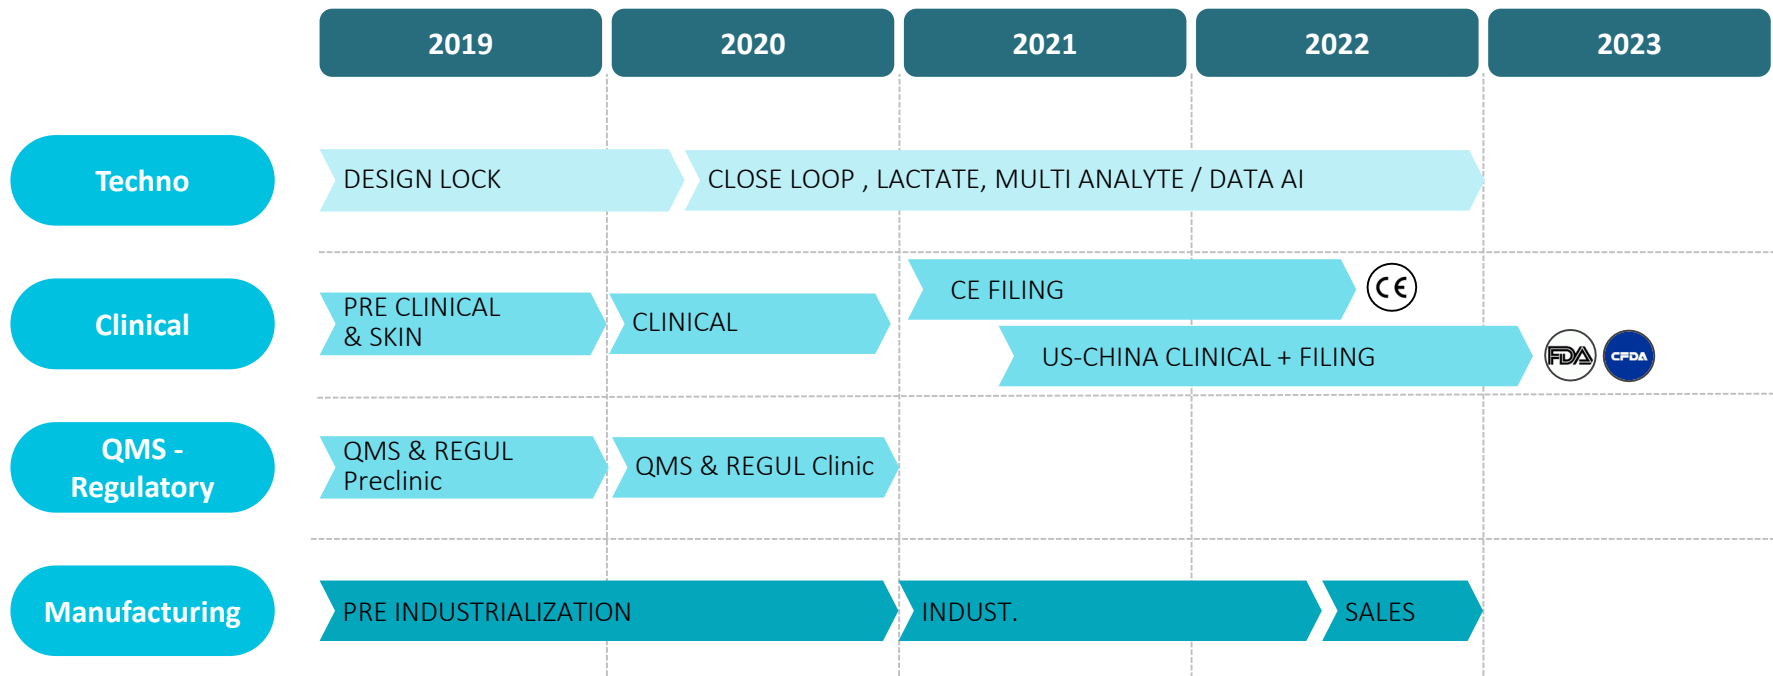 2019
2020
2021
2022
2023
Techno
DESIGN LOCK
CLOSE LOOP , LACTATE, MULTI ANALYTE / DATA AI
Clinical
PRE CLINICAL
& SKIN
CLINICAL
CE FILING
CE
US-CHINA CLINICAL + FILING
FDA
CFDA
QMS -
Regulatory
QMS & REGUL
Preclinic
QMS & REGUL Clinic
Manufacturing
PRE INDUSTRIALIZATION
INDUST.
SALES